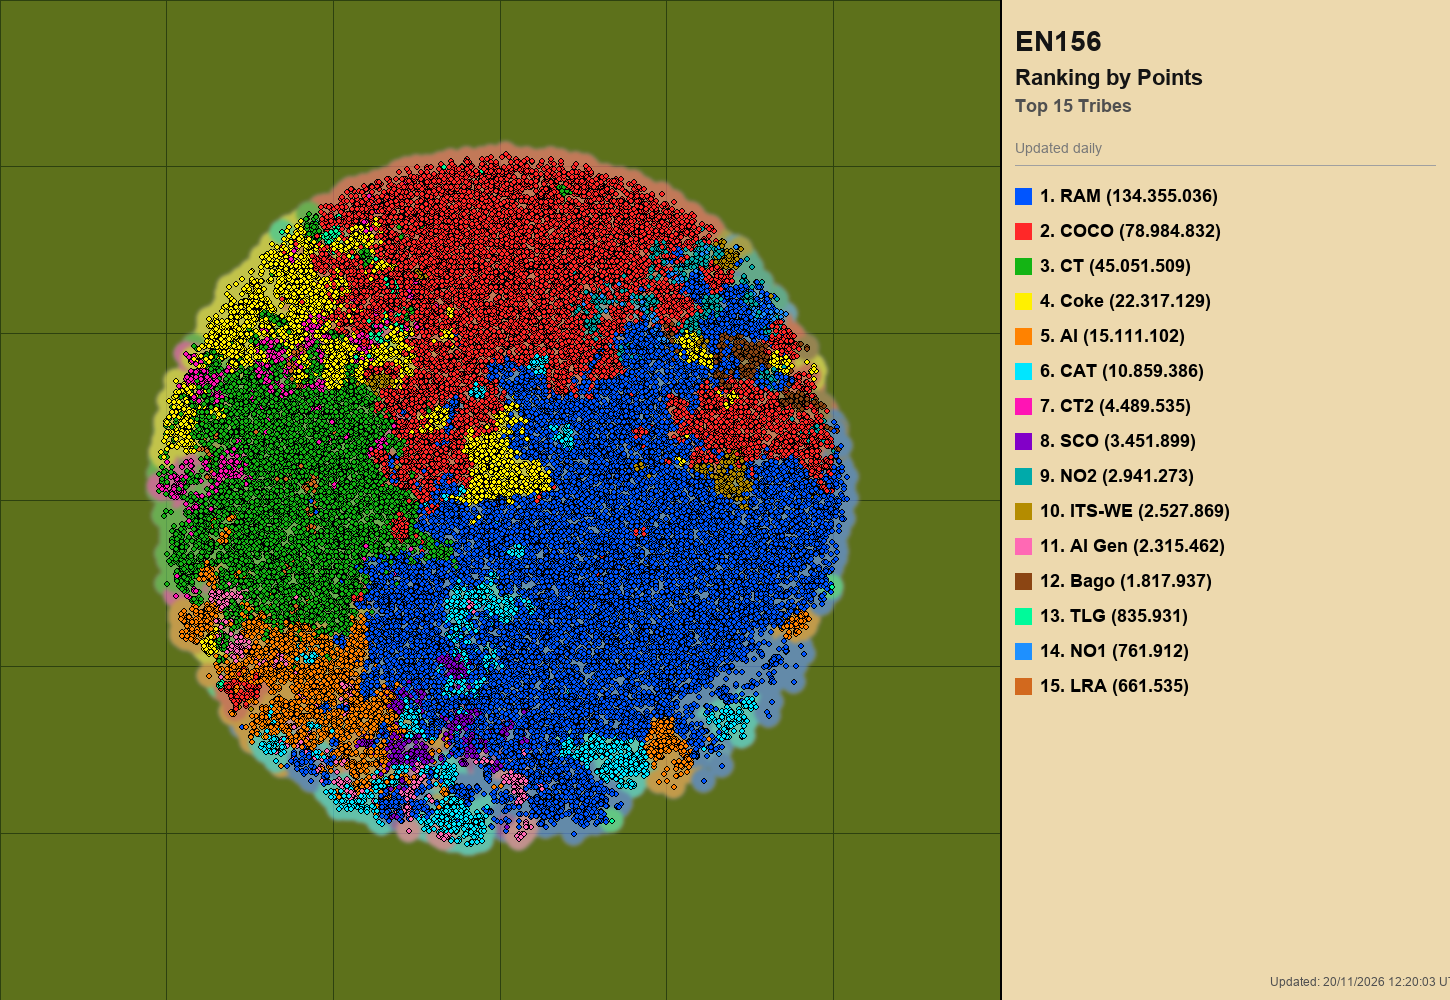 EN156
Ranking by Points
Top 15 Tribes
Updated daily
1. RAM (134.355.036)
2. COCO (78.984.832)
3. CT (45.051.509)
4. Coke (22.317.129)
5. AI (15.111.102)
6. CAT (10.859.386)
7. CT2 (4.489.535)
8. SCO (3.451.899)
9. NO2 (2.941.273)
10. ITS-WE (2.527.869)
11. AI Gen (2.315.462)
12. Bago (1.817.937)
13. TLG (835.931)
14. NO1 (761.912)
15. LRA (661.535)
Updated: 20/11/2026 12:20:03